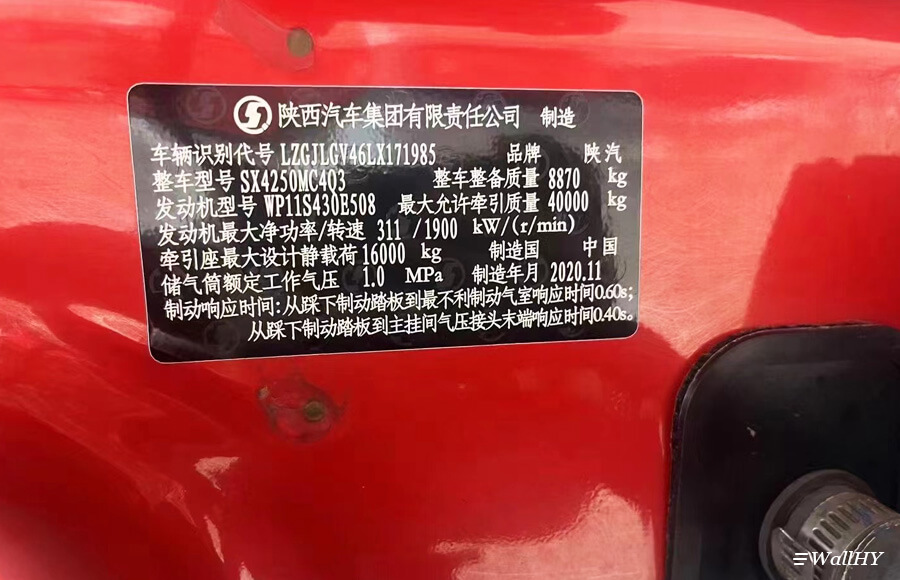 陕西汽车集团有限责任公司 制造
车辆识别代号 LZGJLGV46LX171985 品牌 陕汽
整车型号 SX4250MC4Q3 整车整备质量 8870 kg
发动机型号 WP11S430E508 最大允许牵引质量 40000 kg
发动机最大净功率/转速 311 /1900 kW/(r/min)
牵引座最大设计静载荷 16000 kg 制造国 中国
储气筒额定工作气压 1.0 MPa 制造年月 2020.11
制动响应时间:从踩下制动踏板到最不利制动气室响应时间0.60s;
从踩下制动踏板到主挂间气压接头末端响应时间0.40s。
WallHY